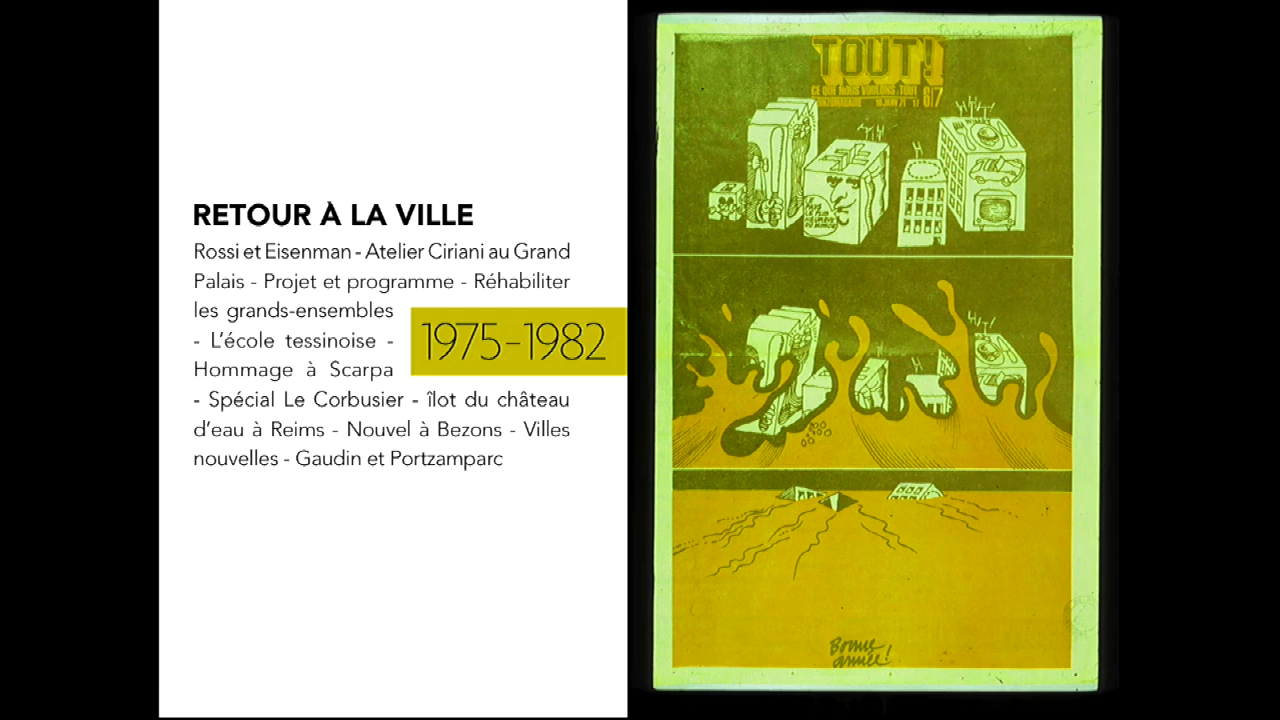 RETOUR À LA VILLE
Rossi et Eisenman - Atelier Ciriani au Grand
Palais - Projet et programme - Réhabiliter
les grands-ensembles
- L'école tessinoise -
Hommage à Scarpa
- Spécial Le Corbusier - îlot du château
d'eau à Reims - Nouvel à Bezons - Villes
nouvelles - Gaudin et Portzamparc
1975-1982
TOUT!
CE QUE NOUS VOULONS : TOUT
6/7
Bonne
année!